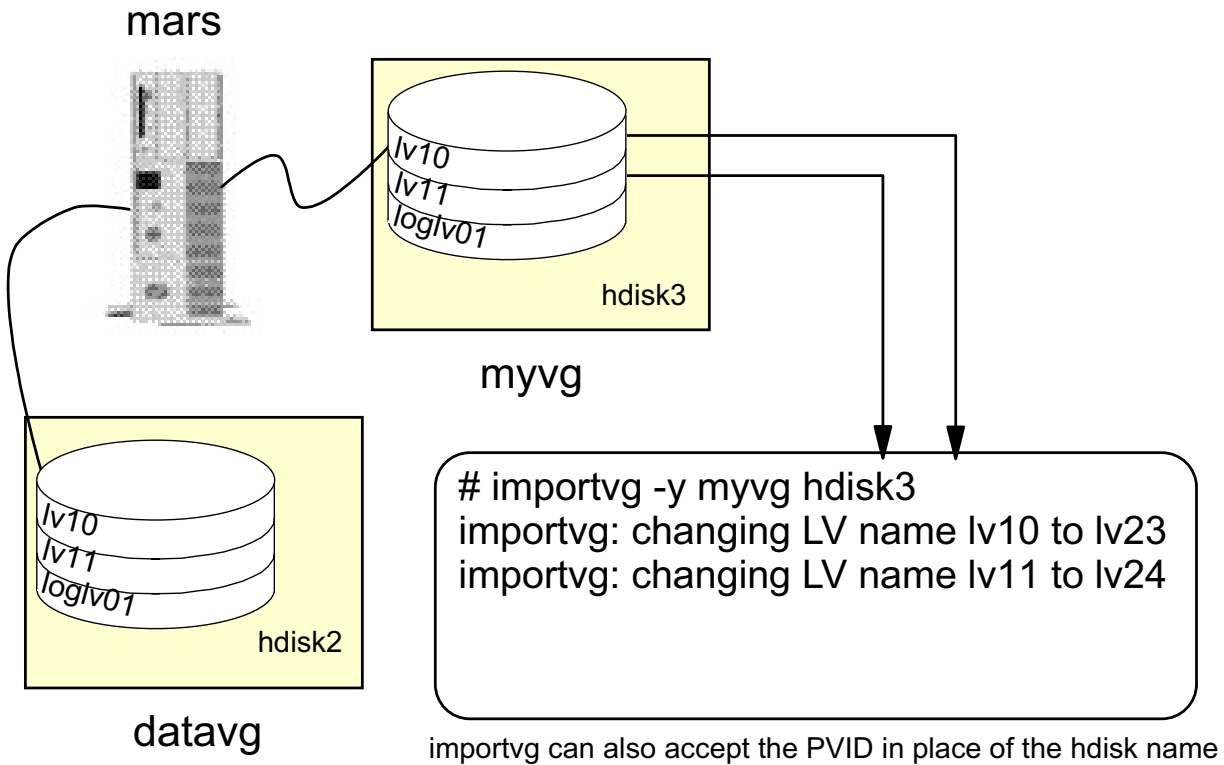 mars
lv10
lv11
loglv01
hdisk3
myvg
lv10
lv11
loglv01
hdisk2
datavg
# importvg -y myvg hdisk3
importvg: changing LV name lv10 to lv23
importvg: changing LV name lv11 to lv24
importvg can also accept the PVID in place of the hdisk name